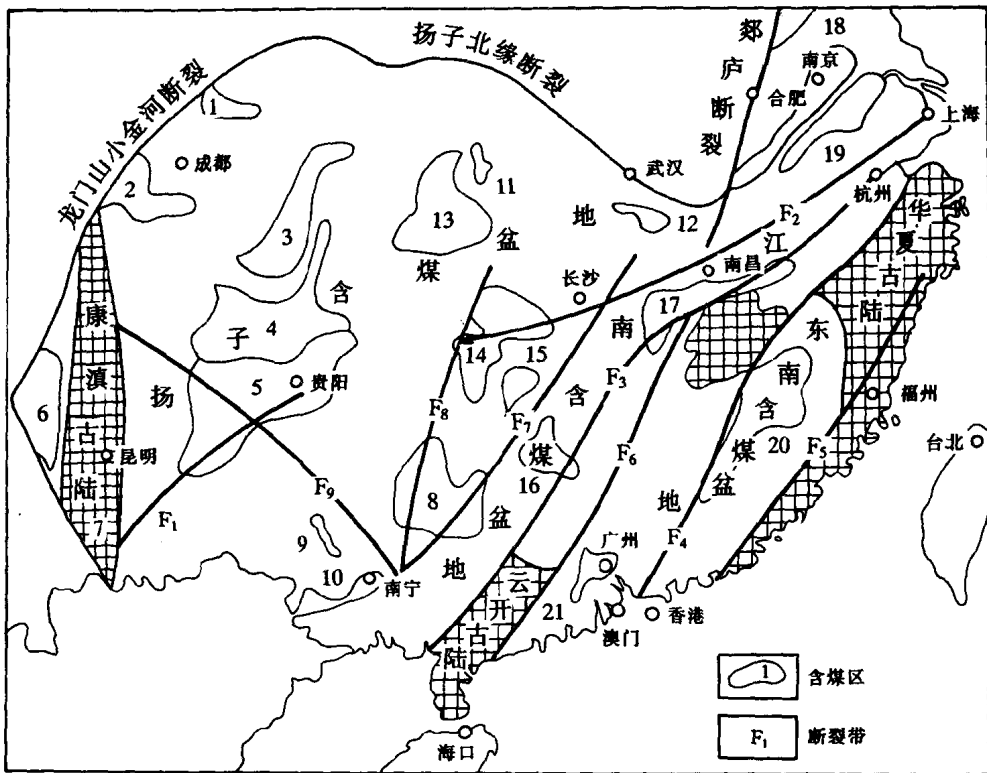 扬子北缘断裂
龙门山小金河断裂
郯庐断裂
18
南京
合肥
上海
19
杭州
1
成都
2
武汉
11
13
12
3
地
盆
煤
含
子
扬
4
5
贵阳
6
康滇古陆
昆明
7
F₁
F₉
F₈
F₇
F₂
F₃
F₆
F₄
F₅
长沙
南昌
江
南
含
煤
盆
地
14
15
16
17
8
9
10
南宁
华夏古陆
东
南
含
煤
盆
地
20
福州
台北
广州
云开古陆
21
澳门
香港
海口
1 含煤区
F₁ 断裂带